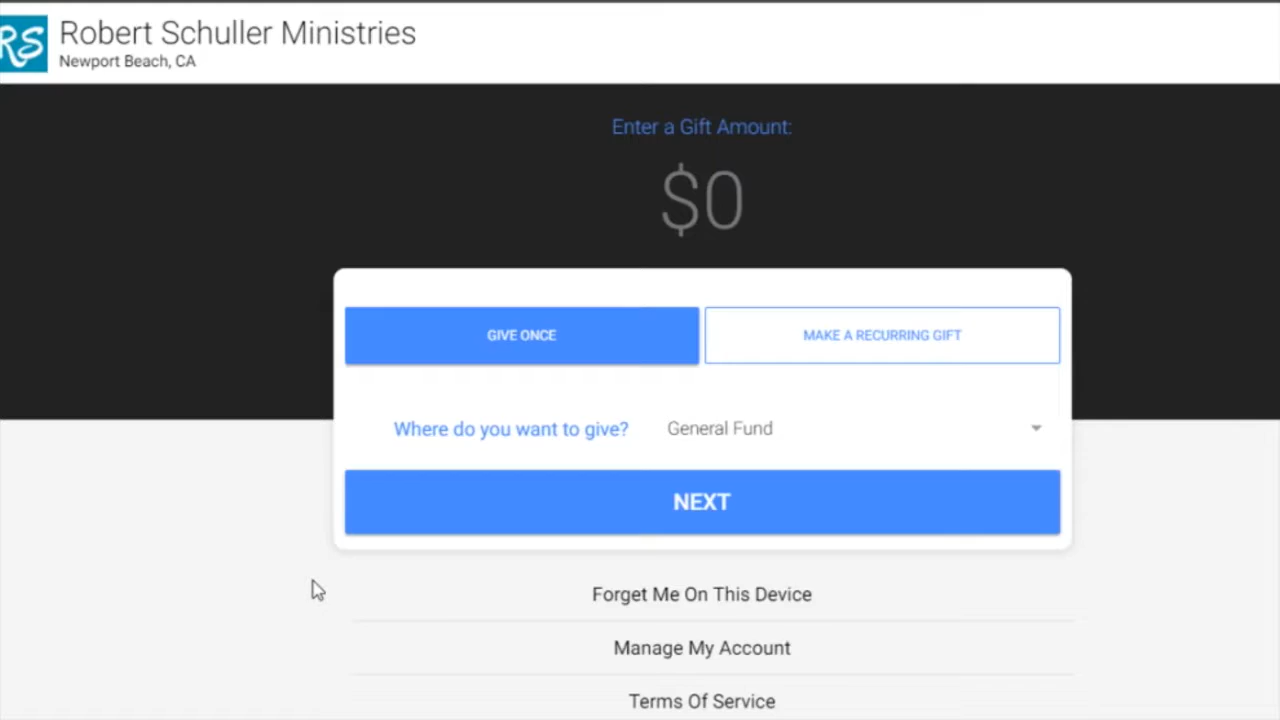 RS
Robert Schuller Ministries
Newport Beach, CA
Enter a Gift Amount:
$0
GIVE ONCE
MAKE A RECURRING GIFT
Where do you want to give?
General Fund
NEXT
Forget Me On This Device
Manage My Account
Terms Of Service